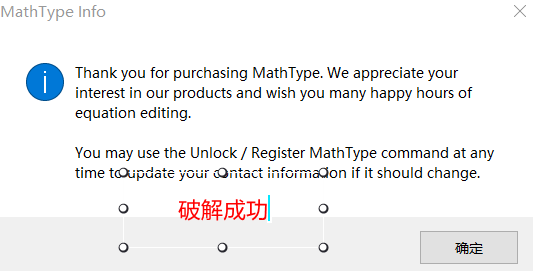 MathType Info
Thank you for purchasing MathType. We appreciate your
interest in our products and wish you many happy hours of
equation editing.
You may use the Unlock / Register MathType command at any
time to update your contact information if it should change.
破解成功
确定